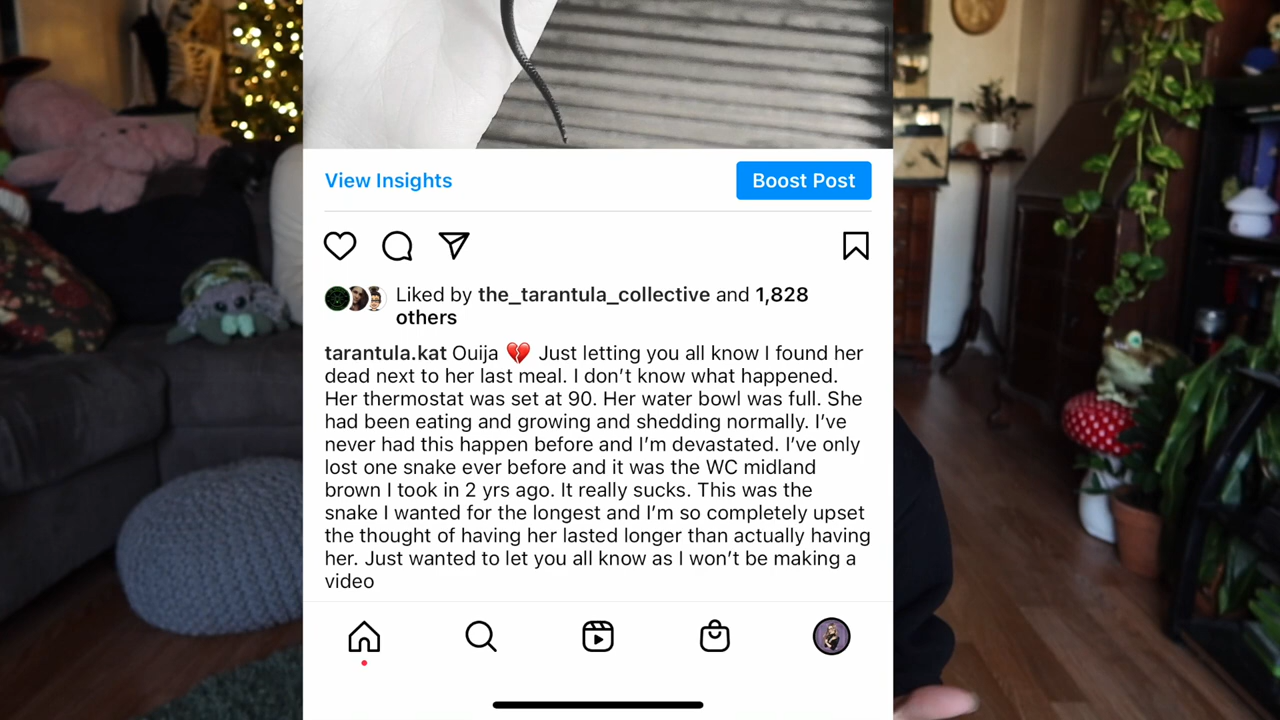 View Insights
Boost Post
Liked by the_tarantula_collective and 1,828
others
tarantula.kat Ouija 💔 Just letting you all know I found her
dead next to her last meal. I don’t know what happened.
Her thermostat was set at 90. Her water bowl was full. She
had been eating and growing and shedding normally. I’ve
never had this happen before and I’m devastated. I’ve only
lost one snake ever before and it was the WC midland
brown I took in 2 yrs ago. It really sucks. This was the
snake I wanted for the longest and I’m so completely upset
the thought of having her lasted longer than actually having
her. Just wanted to let you all know as I won’t be making a
video